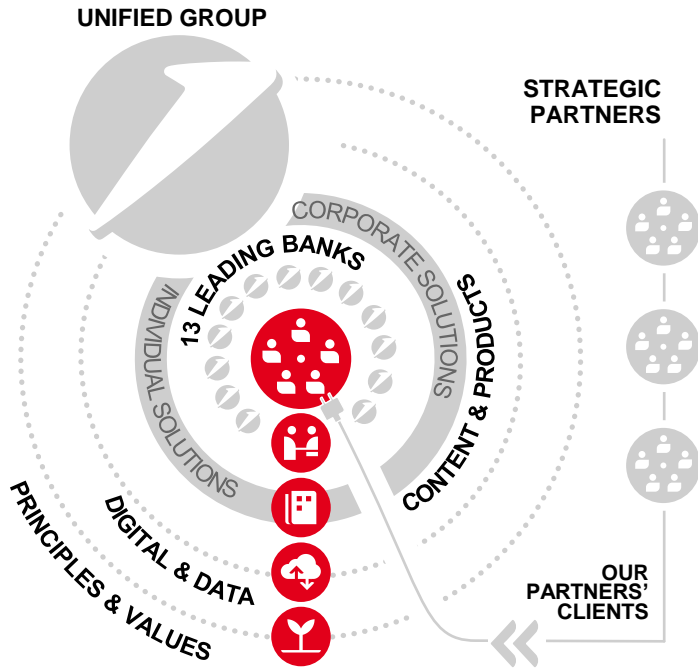 UNIFIED GROUP
STRATEGIC
PARTNERS
CORPORATE SOLUTIONS
13 LEADING BANKS
INDIVIDUAL SOLUTIONS
CONTENT & PRODUCTS
DIGITAL & DATA
PRINCIPLES & VALUES
OUR
PARTNERS’
CLIENTS